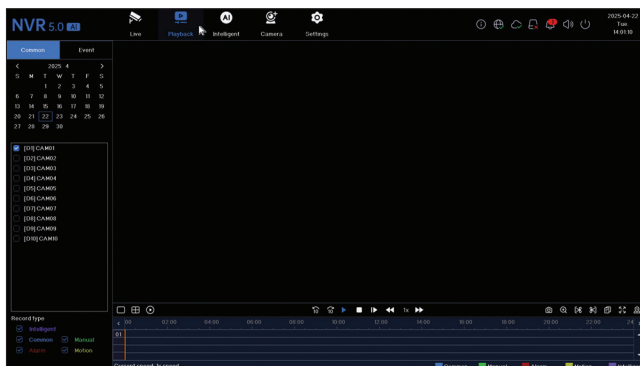 NVR 5.0 AI
Live
Playback
AI
Intelligent
Camera
Settings
2025-04-22
Tue.
14:01:10
Common Event
< 2025 4 >
S M T W T F S
1 2 3 4 5
6 7 8 9 10 11 12
13 14 15 16 17 18 19
20 21 22 23 24 25 26
27 28 29 30
[D1] CAM01
[D2] CAM02
[D3] CAM03
[D4] CAM04
[D5] CAM05
[D6] CAM06
[D7] CAM07
[D8] CAM08
[D9] CAM09
[D10] CAM10
10 10 1x
Record type
Intelligent
Common Manual
Alarm Motion
00 02:00 04:00 06:00 08:00 10:00 12:00 14:00 16:00 18:00 20:00 22:00 24
01
Common Manual Alarm Motion